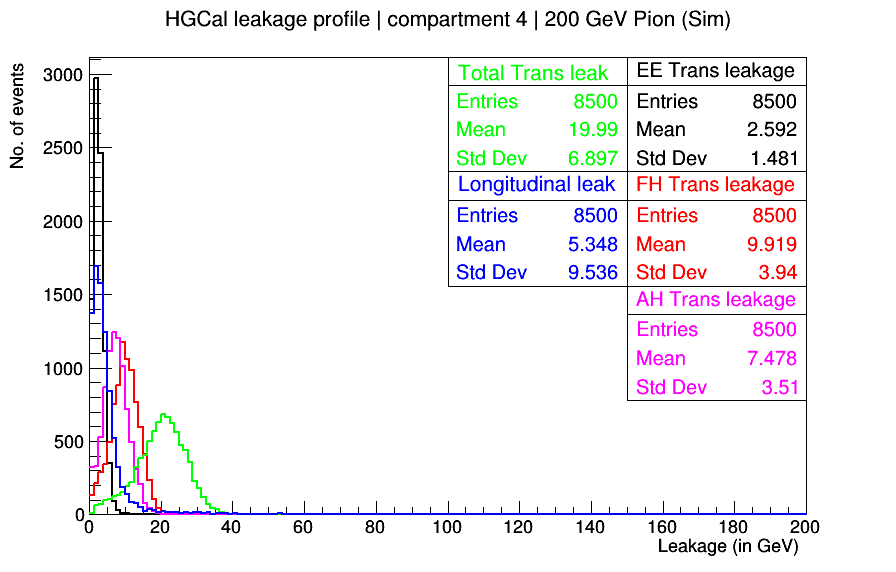 HGCal leakage profile | compartment 4 | 200 GeV Pion (Sim)
No. of events
3000
2500
2000
1500
1000
500
0
Total Trans leak
Entries 8500
Mean 19.99
Std Dev 6.897
EE Trans leakage
Entries 8500
Mean 2.592
Std Dev 1.481
Longitudinal leak
Entries 8500
Mean 5.348
Std Dev 9.536
FH Trans leakage
Entries 8500
Mean 9.919
Std Dev 3.94
AH Trans leakage
Entries 8500
Mean 7.478
Std Dev 3.51
0 20 40 60 80 100 120 140 160 180 200
Leakage (in GeV)